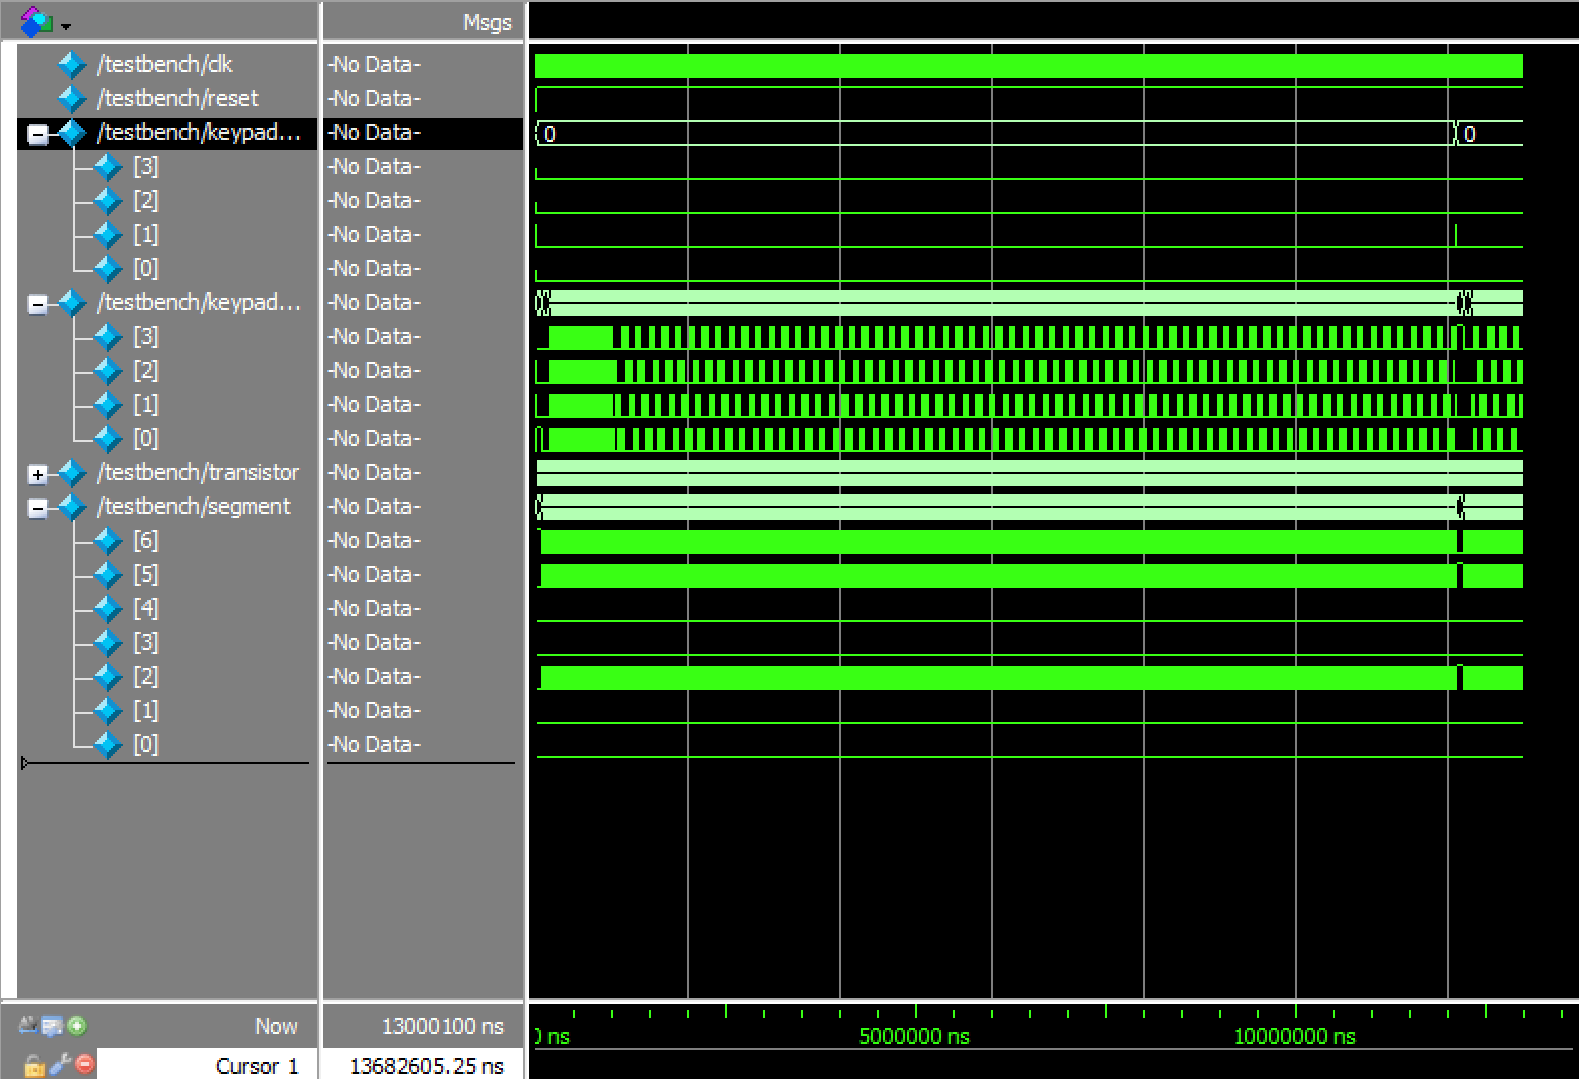 Msgs
/testbench/clk -No Data-
/testbench/reset -No Data-
/testbench/keypad... -No Data- 0 0
[3] -No Data-
[2] -No Data-
[1] -No Data-
[0] -No Data-
/testbench/keypad... -No Data-
[3] -No Data-
[2] -No Data-
[1] -No Data-
[0] -No Data-
/testbench/transistor -No Data-
/testbench/segment -No Data-
[6] -No Data-
[5] -No Data-
[4] -No Data-
[3] -No Data-
[2] -No Data-
[1] -No Data-
[0] -No Data-
Now 13000100 ns 0 ns 5000000 ns 10000000 ns
Cursor 1 13682605.25 ns